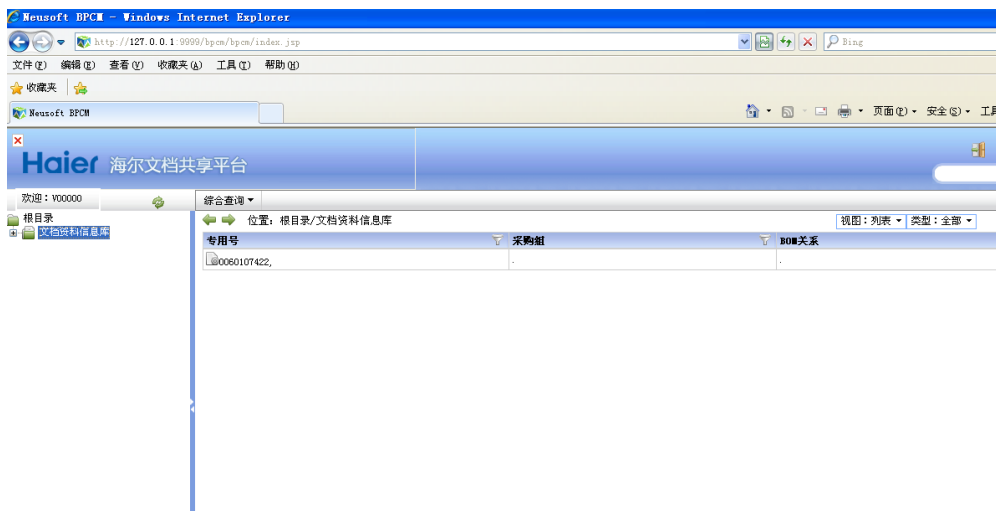 Neusoft BPCM - Windows Internet Explorer
http://127.0.0.1:9999/bpcm/bpcm/index.jsp
Bing
文件(F) 编辑(E) 查看(V) 收藏夹(A) 工具(T) 帮助(H)
收藏夹
Neusoft BPCM
页面(P) 安全(S) 工具
Haier 海尔文档共享平台
欢迎：V00000
综合查询
根目录
文档资料信息库
位置：根目录/文档资料信息库
视图：列表 类型：全部
专用号 采购组 BOM关系
0060107422, . .